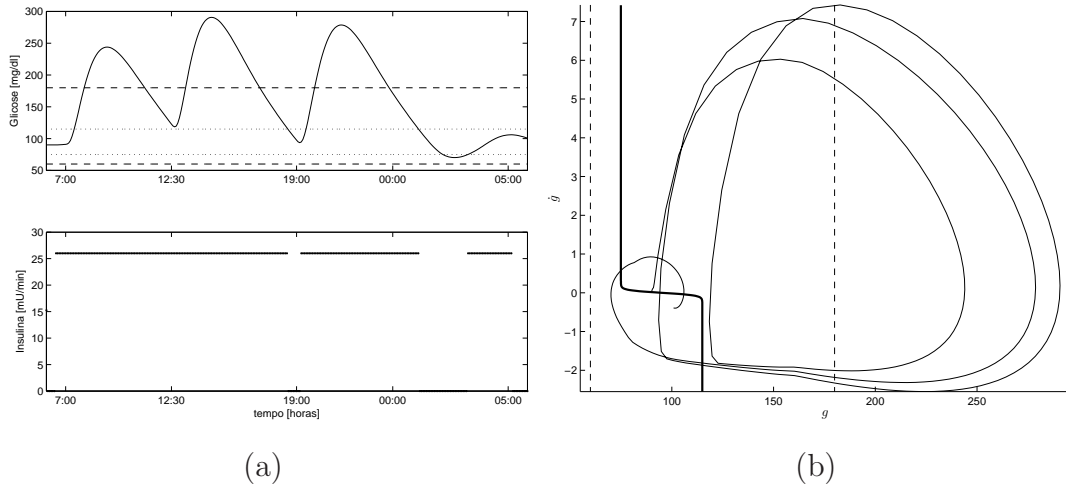 Glicose [mg/dl]
300
250
200
150
100
50
7:00 12:30 19:00 00:00 05:00
Insulina [mU/min]
30
25
20
15
10
5
0
7:00 12:30 19:00 00:00 05:00
tempo [horas]
(a)
ġ
7
6
5
4
3
2
1
0
−1
−2
100 150 200 250
g
(b)